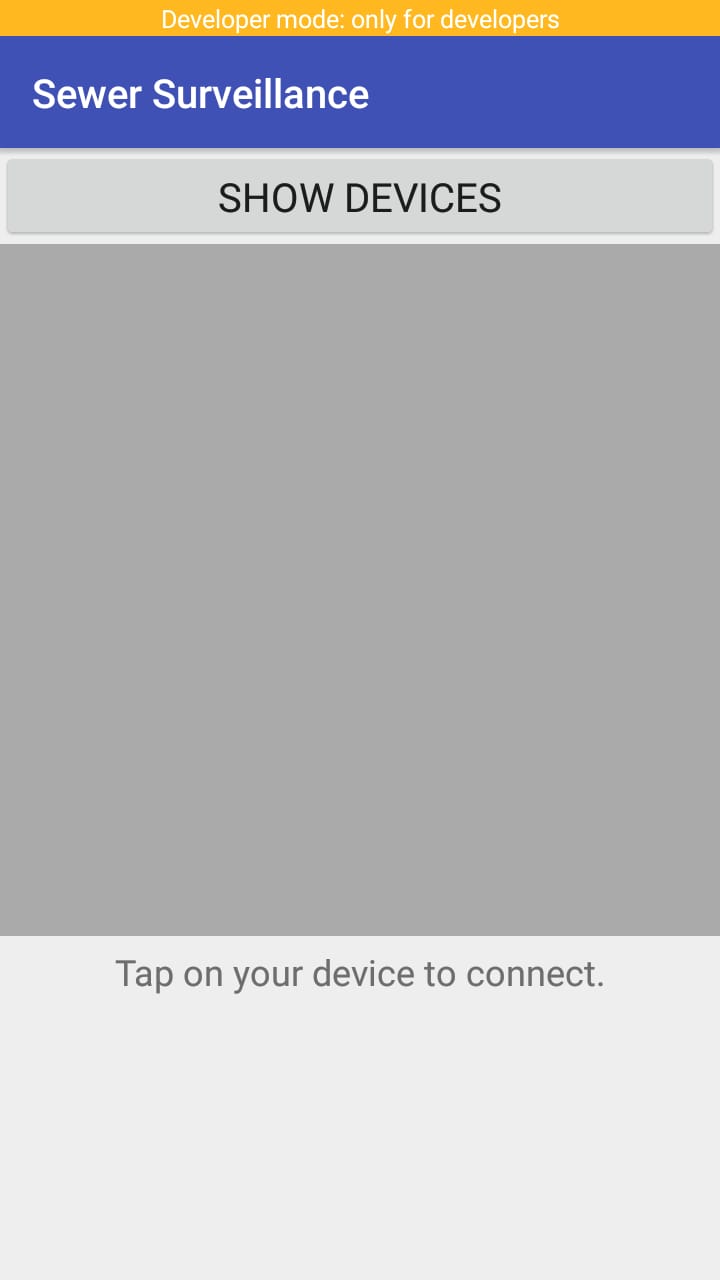 Developer mode: only for developers
Sewer Surveillance
SHOW DEVICES
Tap on your device to connect.